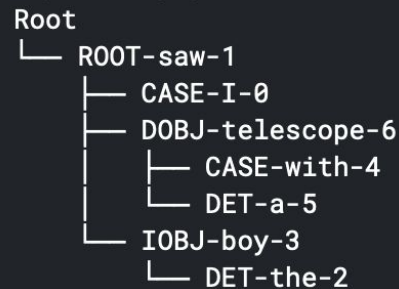 Root
└── ROOT-saw-1
    ├── CASE-I-0
    ├── DOBJ-telescope-6
    │   ├── CASE-with-4
    │   └── DET-a-5
    └── IOBJ-boy-3
        └── DET-the-2